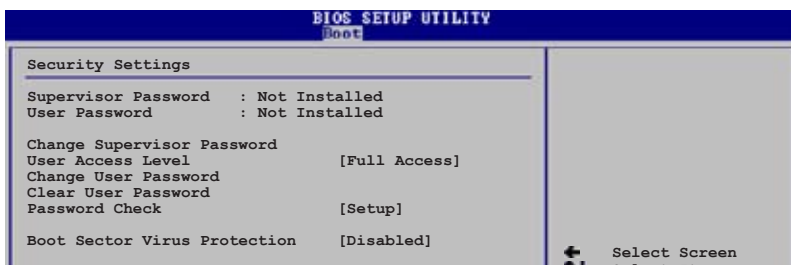 BIOS SETUP UTILITY
Boot
Security Settings
Supervisor Password : Not Installed
User Password : Not Installed
Change Supervisor Password
User Access Level [Full Access]
Change User Password
Clear User Password
Password Check [Setup]
Boot Sector Virus Protection [Disabled]
← Select Screen